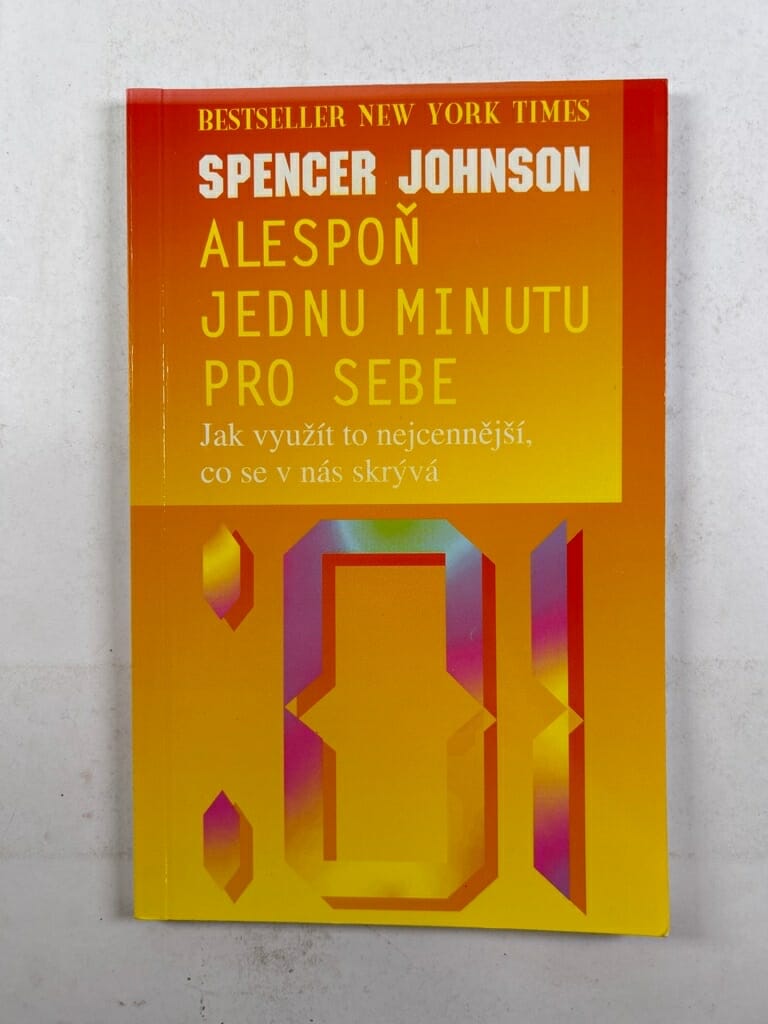 BESTSELLER NEW YORK TIMES
SPENCER JOHNSON
ALESPOŇ
JEDNU MINUTU
PRO SEBE
Jak využít to nejcennější,
co se v nás skrývá
:01